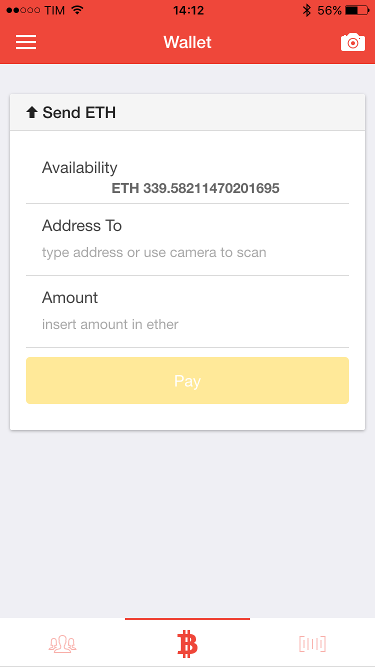 TIM 14:12 56%
Wallet
Send ETH
Availability
ETH 339.58211470201695
Address To
type address or use camera to scan
Amount
insert amount in ether
Pay